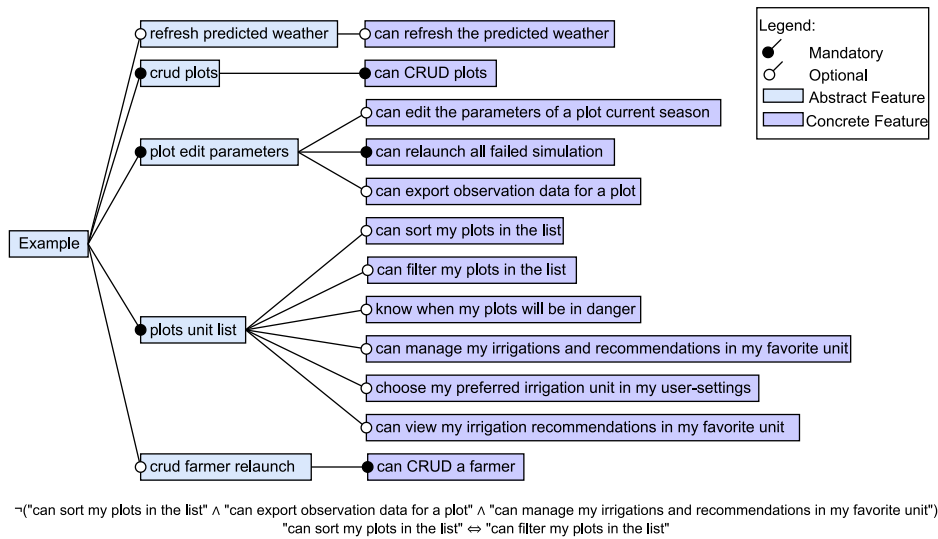 refresh predicted weather
can refresh the predicted weather
crud plots
can CRUD plots
can edit the parameters of a plot current season
plot edit parameters
can relaunch all failed simulation
can export observation data for a plot
Example
can sort my plots in the list
can filter my plots in the list
know when my plots will be in danger
plots unit list
can manage my irrigations and recommendations in my favorite unit
choose my preferred irrigation unit in my user-settings
can view my irrigation recommendations in my favorite unit
crud farmer relaunch
can CRUD a farmer
Legend:
Mandatory
Optional
Abstract Feature
Concrete Feature
¬("can sort my plots in the list" ∧ "can export observation data for a plot" ∧ "can manage my irrigations and recommendations in my favorite unit")
"can sort my plots in the list" ⇔ "can filter my plots in the list"